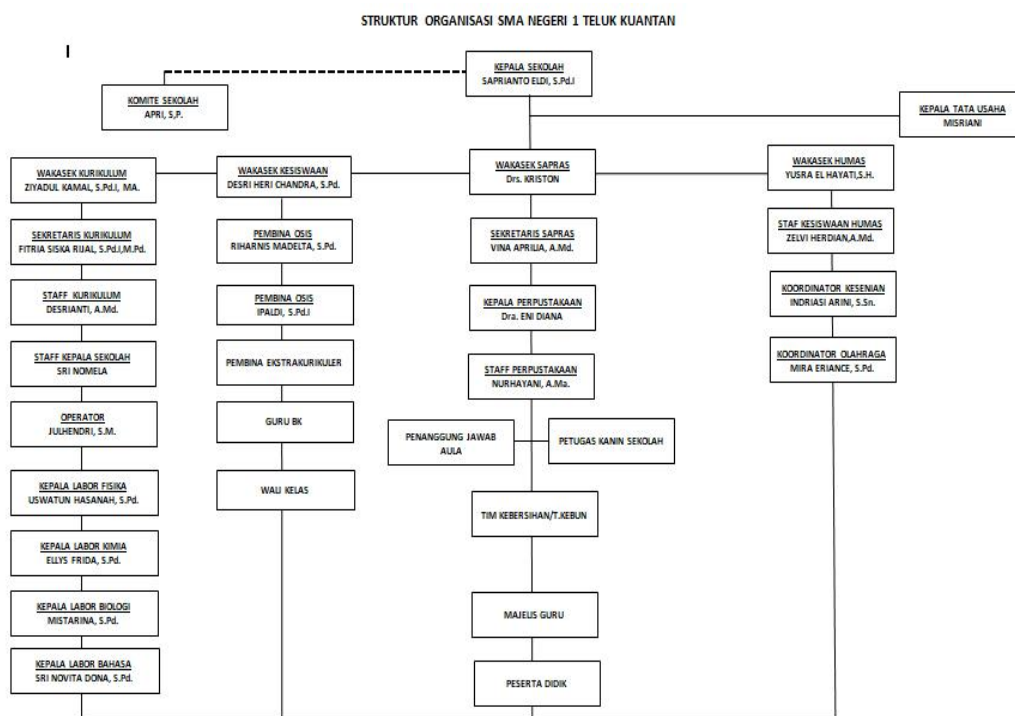 STRUKTUR ORGANISASI SMA NEGERI 1 TELUK KUANTAN
KEPALA SEKOLAH
SAPRIANTO ELDI, S.Pd.I
KOMITE SEKOLAH
APRI, S,P.
KEPALA TATA USAHA
MISRIANI
WAKASEK KURIKULUM
ZIYADUL KAMAL, S.Pd.I, MA.
WAKASEK KESISWAAN
DESRI HERI CHANDRA, S.Pd.
WAKASEK SAPRAS
Drs. KRISTON
WAKASEK HUMAS
YUSRA EL HAYATI,S.H.
SEKRETARIS KURIKULUM
FITRIA SISKA RIJAL, S.Pd.I,M.Pd.
PEMBINA OSIS
RIHARNIS MADELTA, S.Pd.
SEKRETARIS SAPRAS
VINA APRILIA, A.Md.
STAF KESISWAAN HUMAS
ZELVI HERDIAN,A.Md.
STAFF KURIKULUM
DESRIANTI, A.Md.
PEMBINA OSIS
IPALDI, S.Pd.I
KEPALA PERPUSTAKAAN
Dra. ENI DIANA
KOORDINATOR KESENIAN
INDRIASI ARINI, S.Sn.
STAFF KEPALA SEKOLAH
SRI NOMELA
PEMBINA EKSTRAKURIKULER
STAFF PERPUSTAKAAN
NURHAYANI, A.Ma.
KOORDINATOR OLAHRAGA
MIRA ERIANCE, S.Pd.
OPERATOR
JULHENDRI, S.M.
GURU BK
PENANGGUNG JAWAB
AULA
PETUGAS KANIN SEKOLAH
KEPALA LABOR FISIKA
USWATUN HASANAH, S.Pd.
WALI KELAS
TIM KEBERSIHAN/T.KEBUN
KEPALA LABOR KIMIA
ELLYS FRIDA, S.Pd.
KEPALA LABOR BIOLOGI
MISTARINA, S.Pd.
MAJELIS GURU
KEPALA LABOR BAHASA
SRI NOVITA DONA, S.Pd.
PESERTA DIDIK